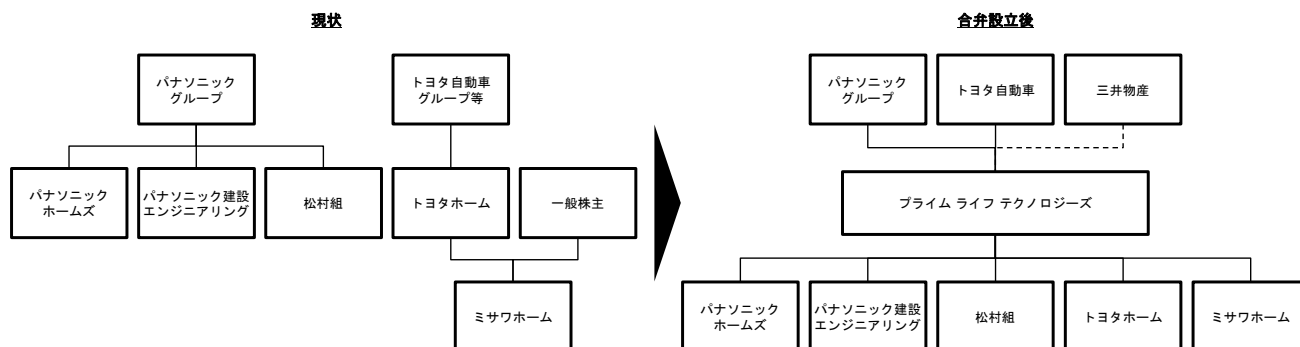 現状
パナソニック
グループ
トヨタ自動車
グループ等
パナソニック
ホームズ
パナソニック建設
エンジニアリング
松村組
トヨタホーム
一般株主
ミサワホーム
合弁設立後
パナソニック
グループ
トヨタ自動車
三井物産
プライム ライフ テクノロジーズ
パナソニック
ホームズ
パナソニック建設
エンジニアリング
松村組
トヨタホーム
ミサワホーム